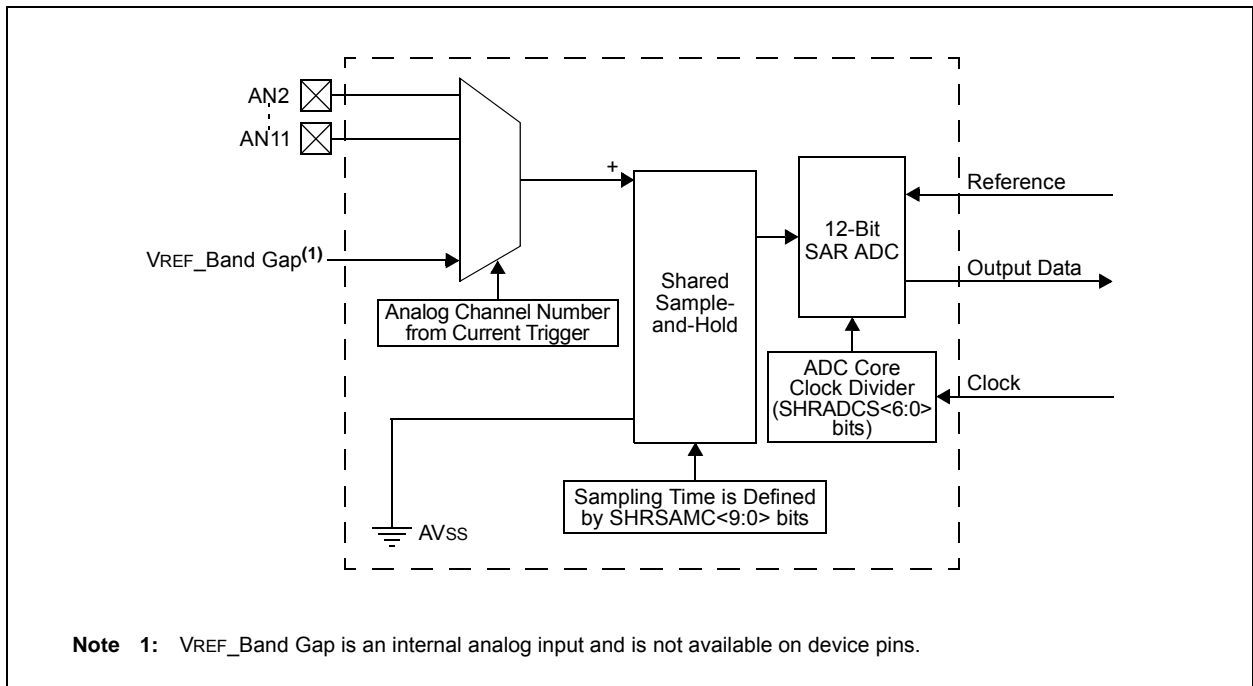 AN2
AN11
VREF_Band Gap(1)
Analog Channel Number
from Current Trigger
+
Shared
Sample-
and-Hold
12-Bit
SAR ADC
Reference
Output Data
ADC Core
Clock Divider
(SHRADCS<6:0>
bits)
Clock
Sampling Time is Defined
by SHRSAMC<9:0> bits
AVSS
Note 1: VREF_Band Gap is an internal analog input and is not available on device pins.